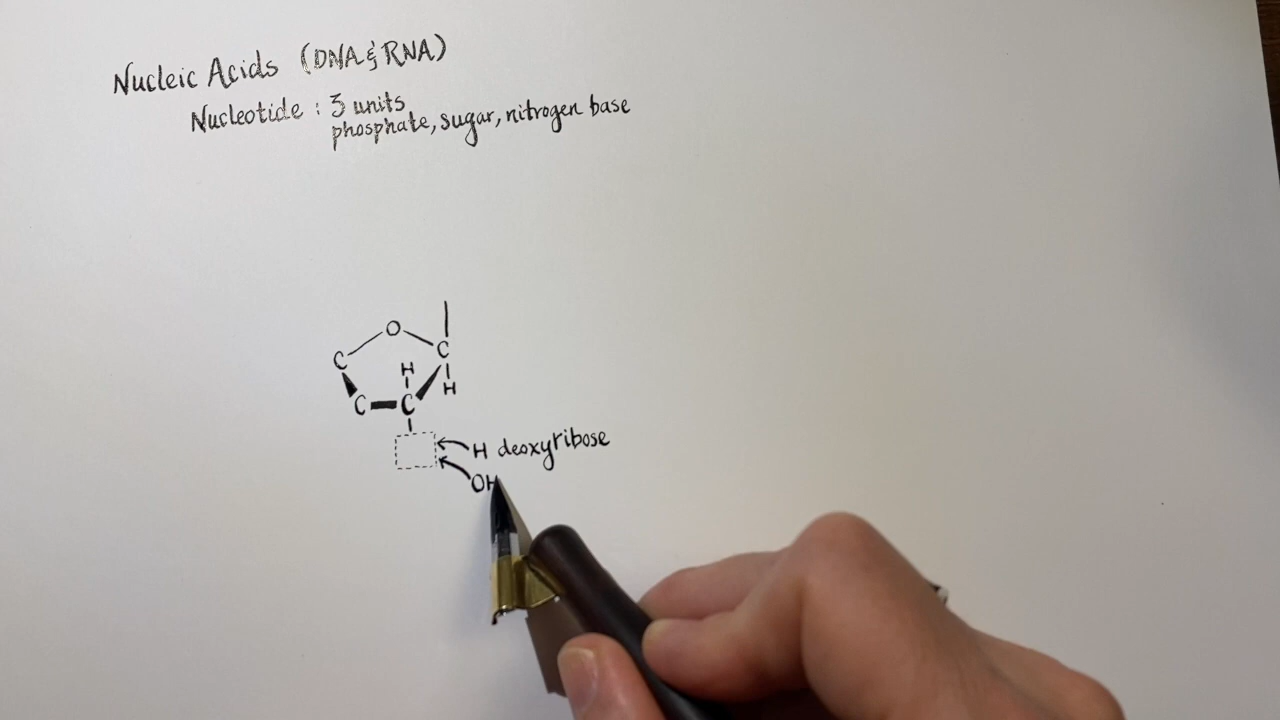 Nucleic Acids (DNA & RNA)
Nucleotide : 3 units
phosphate, sugar, nitrogen base
O
C
C
H
H
C
C
H deoxyribose
OH